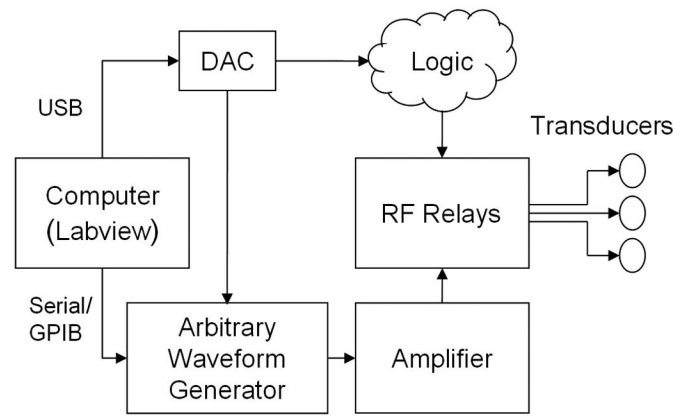 DAC
Logic
USB
Transducers
Computer
(Labview)
RF Relays
Serial/
GPIB
Arbitrary
Waveform
Generator
Amplifier